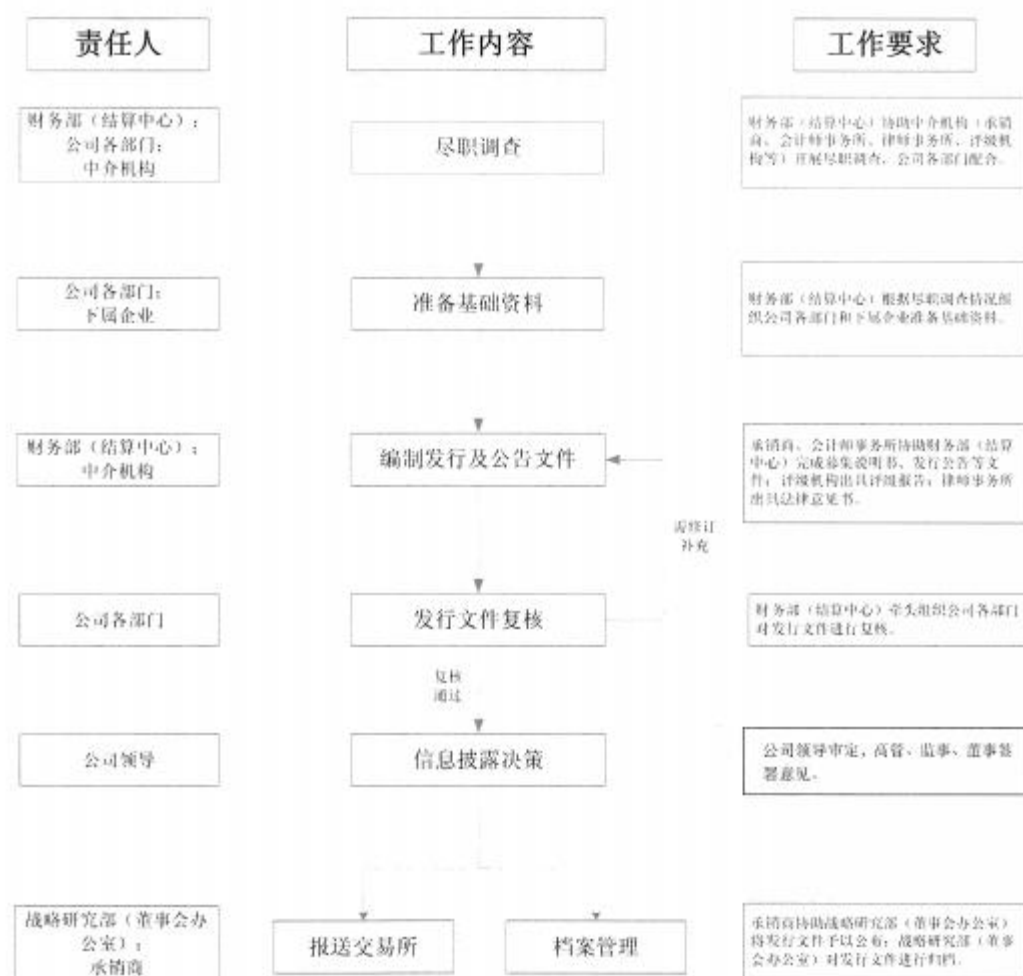 责任人
工作内容
工作要求
财务部（结算中心）；
公司各部门；
中介机构
尽职调查
财务部（结算中心）协助中介机构（承销
商、会计师事务所、律师事务所、评级机
构等）开展尽职调查，公司各部门配合。
公司各部门；
下属企业
准备基础资料
财务部（结算中心）根据尽职调查情况组
织公司各部门和下属企业准备基础资料。
财务部（结算中心）；
中介机构
编制发行及公告文件
承销商、会计师事务所协助财务部（结算
中心）完成募集说明书、发行公告等文
件；评级机构出具评级报告；律师事务所
出具法律意见书。
需修订
补充
公司各部门
发行文件复核
财务部（结算中心）牵头组织公司各部门
对发行文件进行复核。
复核
通过
公司领导
信息披露决策
公司领导审定，高管、监事、董事签
署意见。
战略研究部（董事会办
公室）；
承销商
报送交易所
档案管理
承销商协助战略研究部（董事会办公室）
将发行文件予以公布；战略研究部（董事
会办公室）对发行文件进行归档。